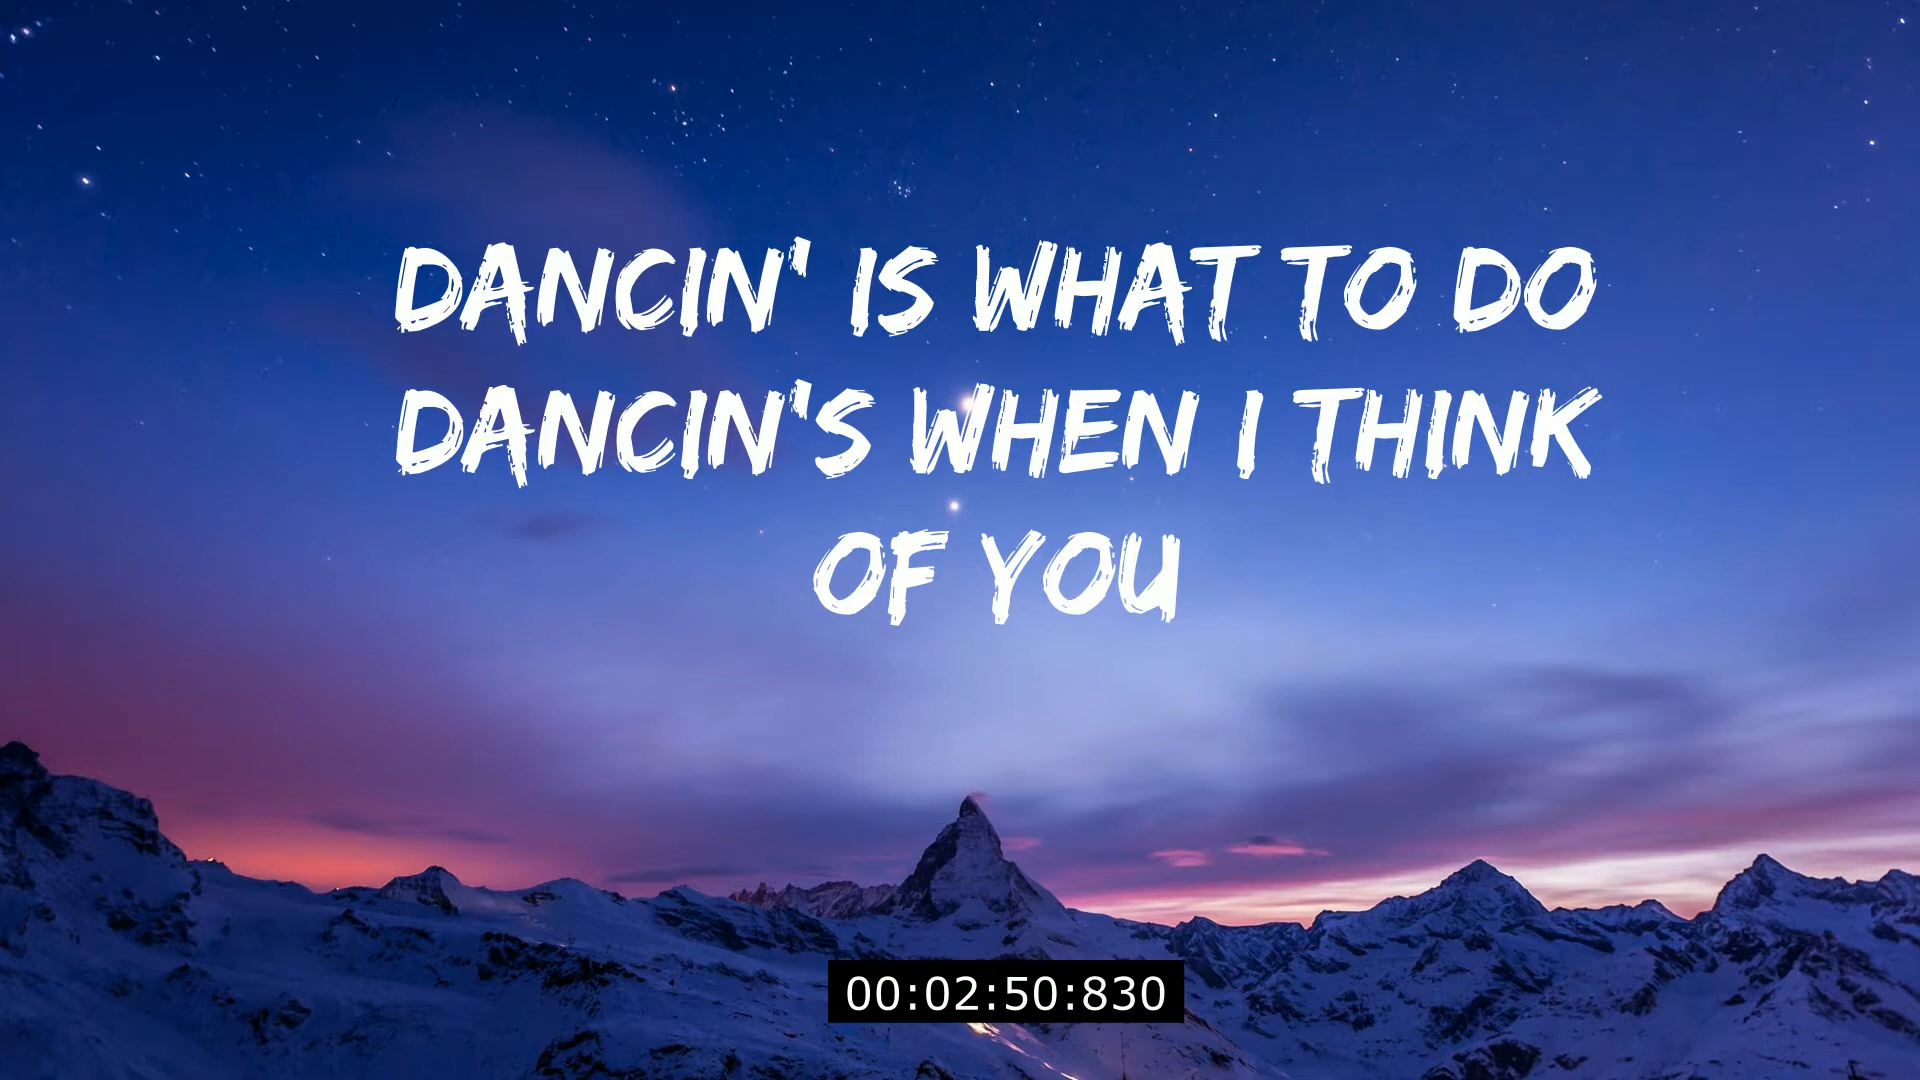 DANCIN' IS WHAT TO DO
DANCIN'S WHEN I THINK
OF YOU
00:02:50:830